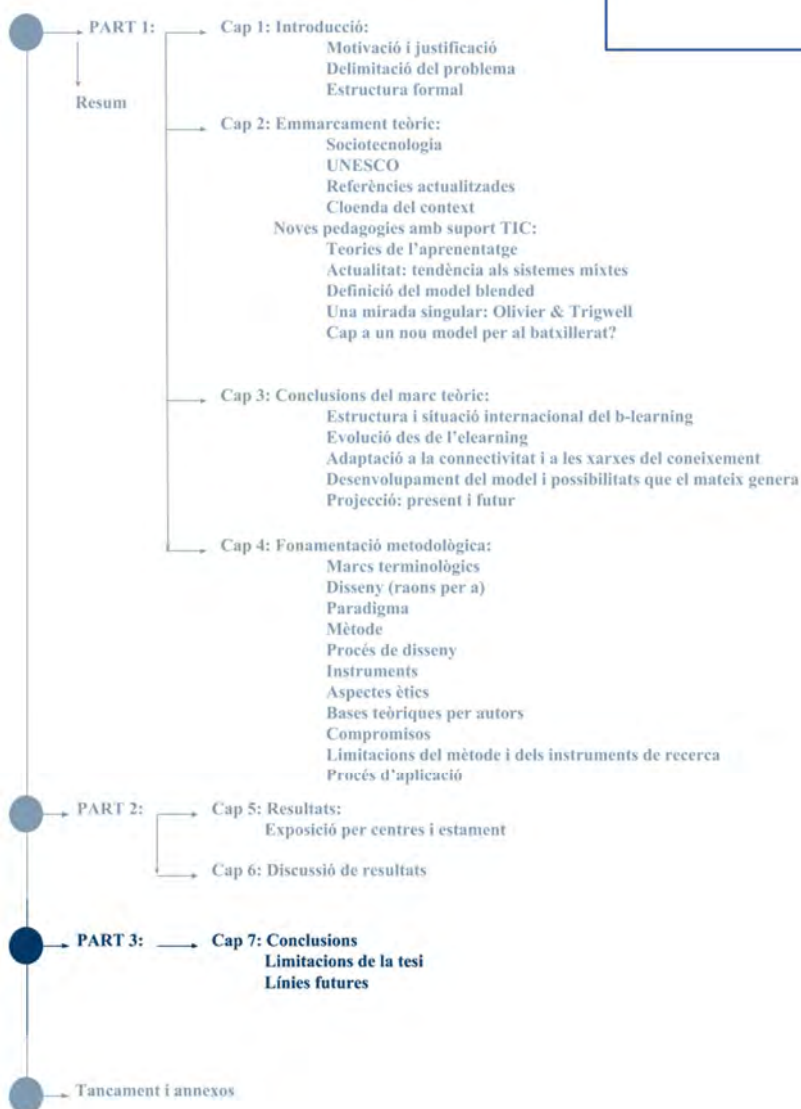 PART 1:
Resum
Cap 1: Introducció:
Motivació i justificació
Delimitació del problema
Estructura formal
Cap 2: Emmarcament teòric:
Sociotecnologia
UNESCO
Referències actualitzades
Cloenda del context
Noves pedagogies amb suport TIC:
Teories de l'aprenentatge
Actualitat: tendència als sistemes mixtes
Definició del model blended
Una mirada singular: Olivier & Trigwell
Cap a un nou model per al batxillerat?
Cap 3: Conclusions del marc teòric:
Estructura i situació internacional del b-learning
Evolució des de l'elearning
Adaptació a la connectivitat i a les xarxes del coneixement
Desenvolupament del model i possibilitats que el mateix genera
Projecció: present i futur
Cap 4: Fonamentació metodològica:
Marcs terminològics
Disseny (raons per a)
Paradigma
Mètode
Procés de disseny
Instruments
Aspectes ètics
Bases teòriques per autors
Compromisos
Limitacions del mètode i dels instruments de recerca
Procés d'aplicació
PART 2:
Cap 5: Resultats:
Exposició per centres i estament
Cap 6: Discussió de resultats
PART 3:
Cap 7: Conclusions
Limitacions de la tesi
Línies futures
Tancament i annexos